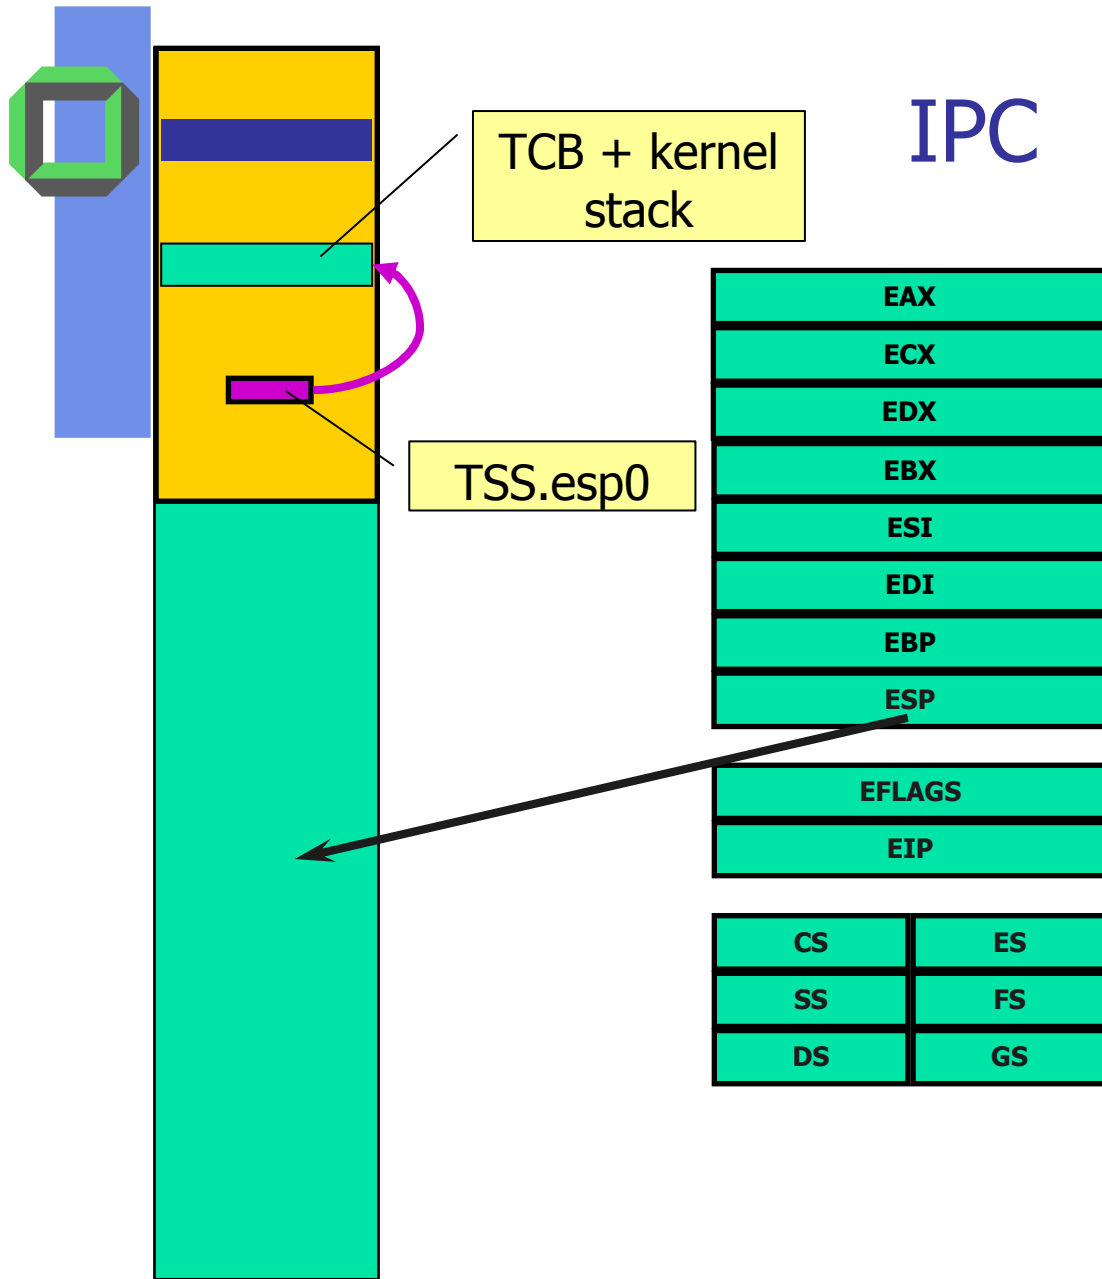 IPC
TCB + kernel
stack
TSS.esp0
EAX
ECX
EDX
EBX
ESI
EDI
EBP
ESP
EFLAGS
EIP
CS ES
SS FS
DS GS